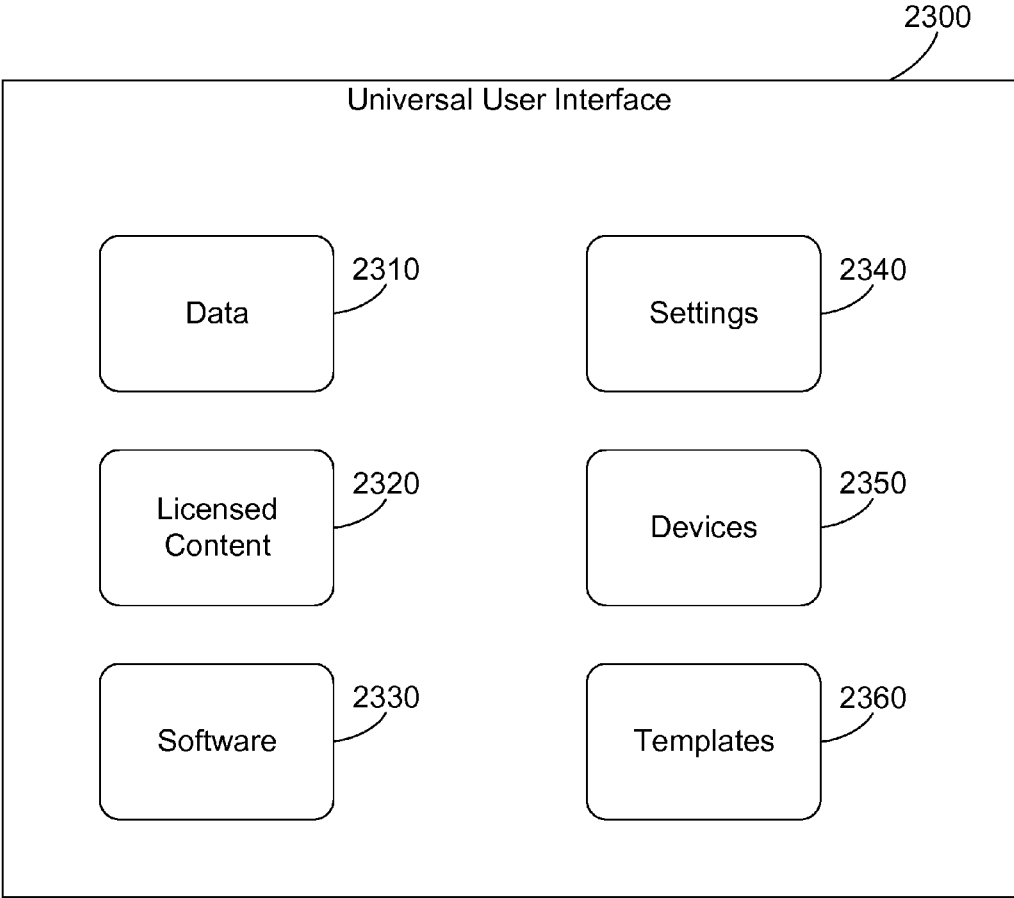 2300
Universal User Interface
Data
2310
Settings
2340
Licensed
Content
2320
Devices
2350
Software
2330
Templates
2360